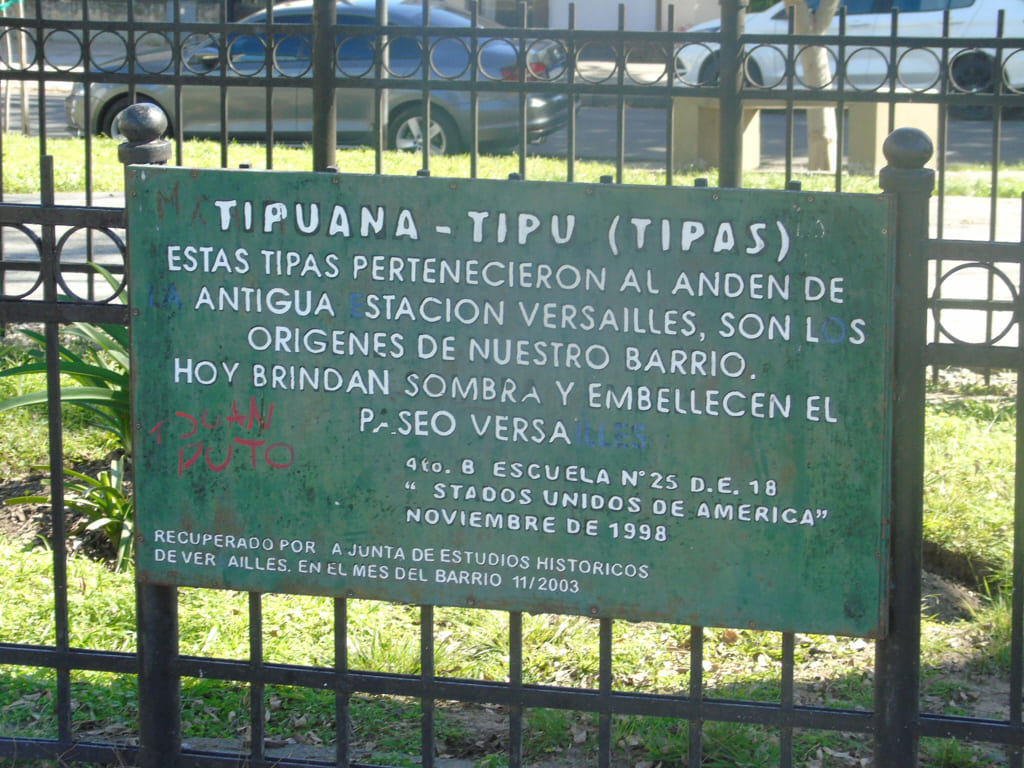 TIPUANA - TIPU (TIPAS)
ESTAS TIPAS PERTENECIERON AL ANDEN DE
LA ANTIGUA ESTACION VERSAILLES, SON LOS
ORIGENES DE NUESTRO BARRIO.
HOY BRINDAN SOMBRA Y EMBELLECEN EL
PASEO VERSAILLES
JUAN
PUTO
4to. B ESCUELA N° 25 D.E. 18
“ STADOS UNIDOS DE AMERICA”
NOVIEMBRE DE 1998
RECUPERADO POR  A JUNTA DE ESTUDIOS HISTORICOS
DE VER AILLES. EN EL MES DEL BARRIO 11/2003